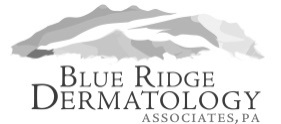 BLUE RIDGE
DERMATOLOGY
ASSOCIATES, PA